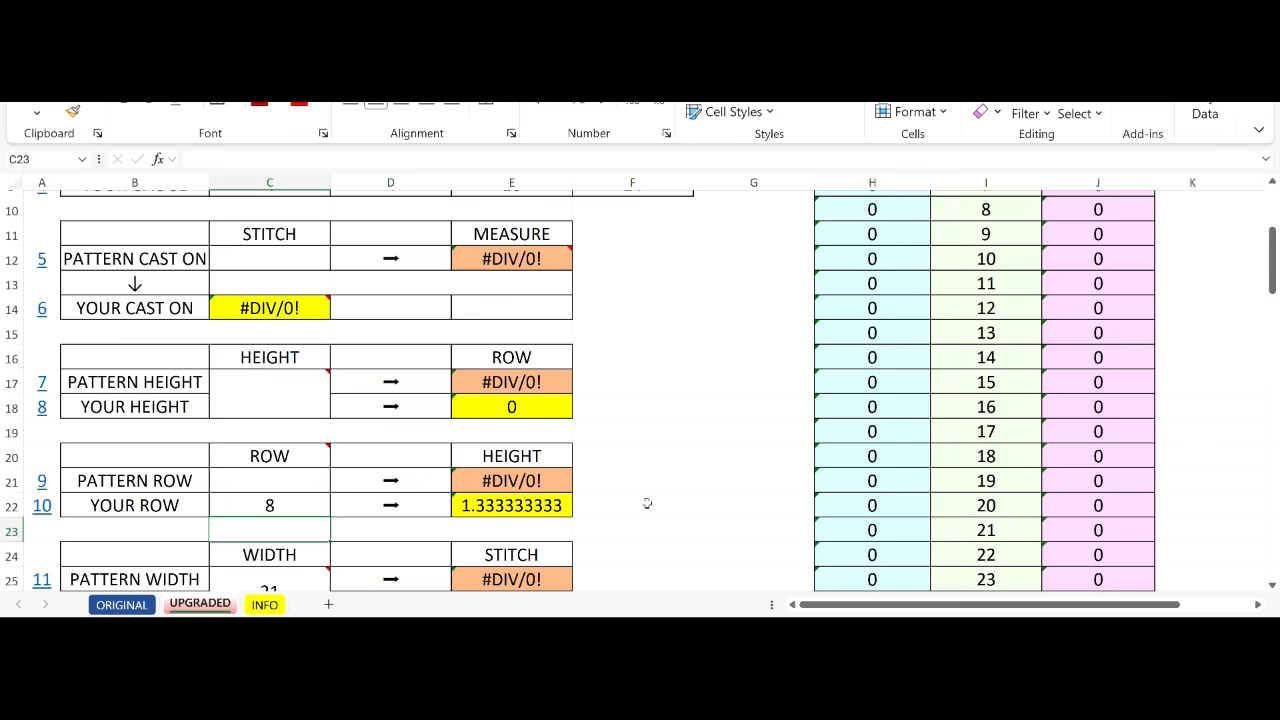 Cell Styles
Format
Filter
Select
Data
Clipboard
Font
Alignment
Number
Styles
Cells
Editing
Add-ins
C23
fx
A B C D E F G H I J K
10 0 8 0
11 STITCH MEASURE 0 9 0
12 5 PATTERN CAST ON → #DIV/0! 0 10 0
13 ↓ 0 11 0
14 6 YOUR CAST ON #DIV/0! 0 12 0
15 0 13 0
16 HEIGHT ROW 0 14 0
17 7 PATTERN HEIGHT → #DIV/0! 0 15 0
18 8 YOUR HEIGHT → 0 0 16 0
19 0 17 0
20 ROW HEIGHT 0 18 0
21 9 PATTERN ROW → #DIV/0! 0 19 0
22 10 YOUR ROW 8 → 1.333333333 0 20 0
23 0 21 0
24 WIDTH STITCH 0 22 0
25 11 PATTERN WIDTH → #DIV/0! 0 23 0
ORIGINAL UPGRADED INFO